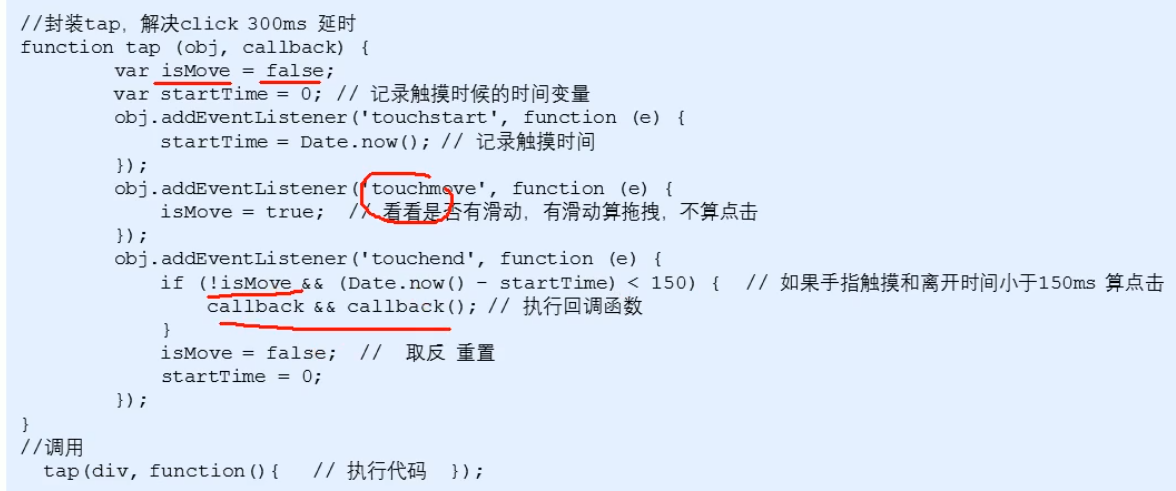 //封装tap, 解决click 300ms 延时
function tap (obj, callback) {
        var isMove = false;
        var startTime = 0; // 记录触摸时候的时间变量
        obj.addEventListener('touchstart', function (e) {
            startTime = Date.now(); // 记录触摸时间
        });
        obj.addEventListener('touchmove', function (e) {
            isMove = true;  // 看看是否有滑动, 有滑动算拖拽, 不算点击
        });
        obj.addEventListener('touchend', function (e) {
            if (!isMove && (Date.now() - startTime) < 150) {  // 如果手指触摸和离开时间小于150ms 算点击
                callback && callback(); // 执行回调函数
            }
            isMove = false;  //  取反 重置
            startTime = 0;
        });
}
//调用
  tap(div, function(){   // 执行代码  });